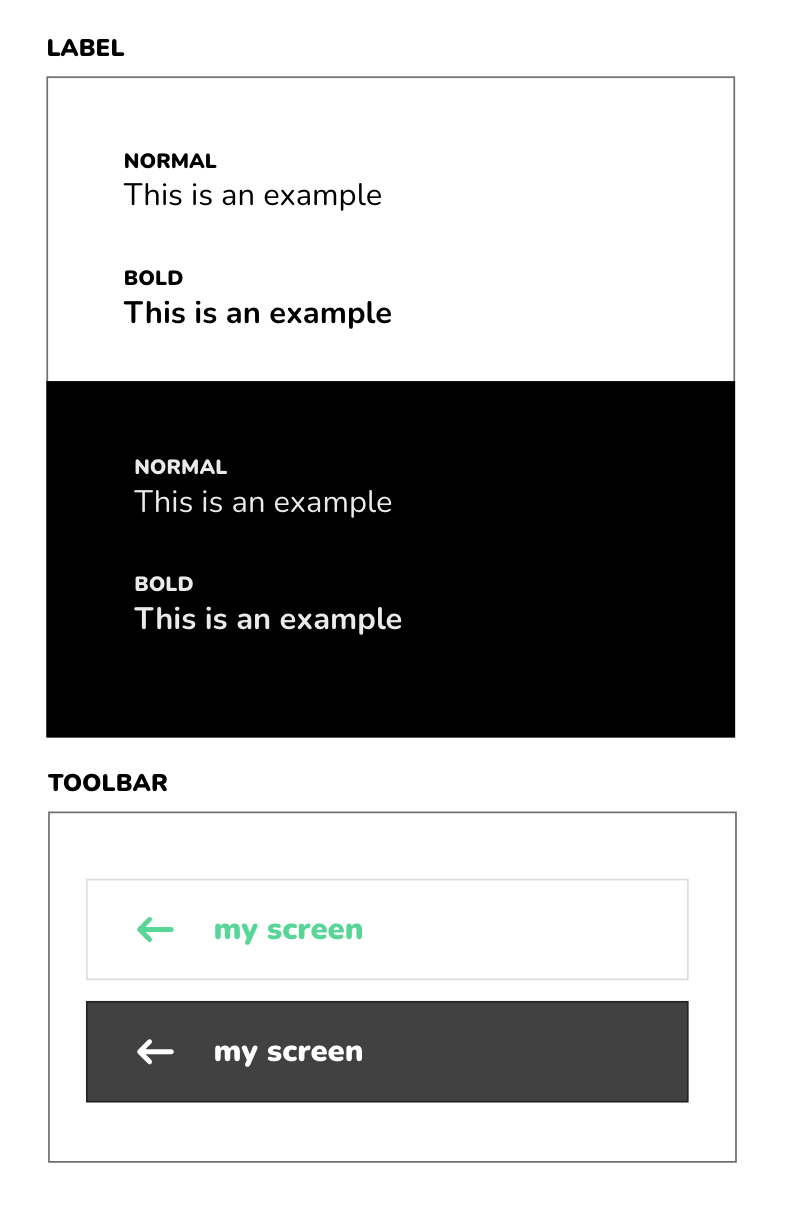 LABEL
NORMAL
This is an example
BOLD
This is an example
NORMAL
This is an example
BOLD
This is an example
TOOLBAR
my screen
my screen